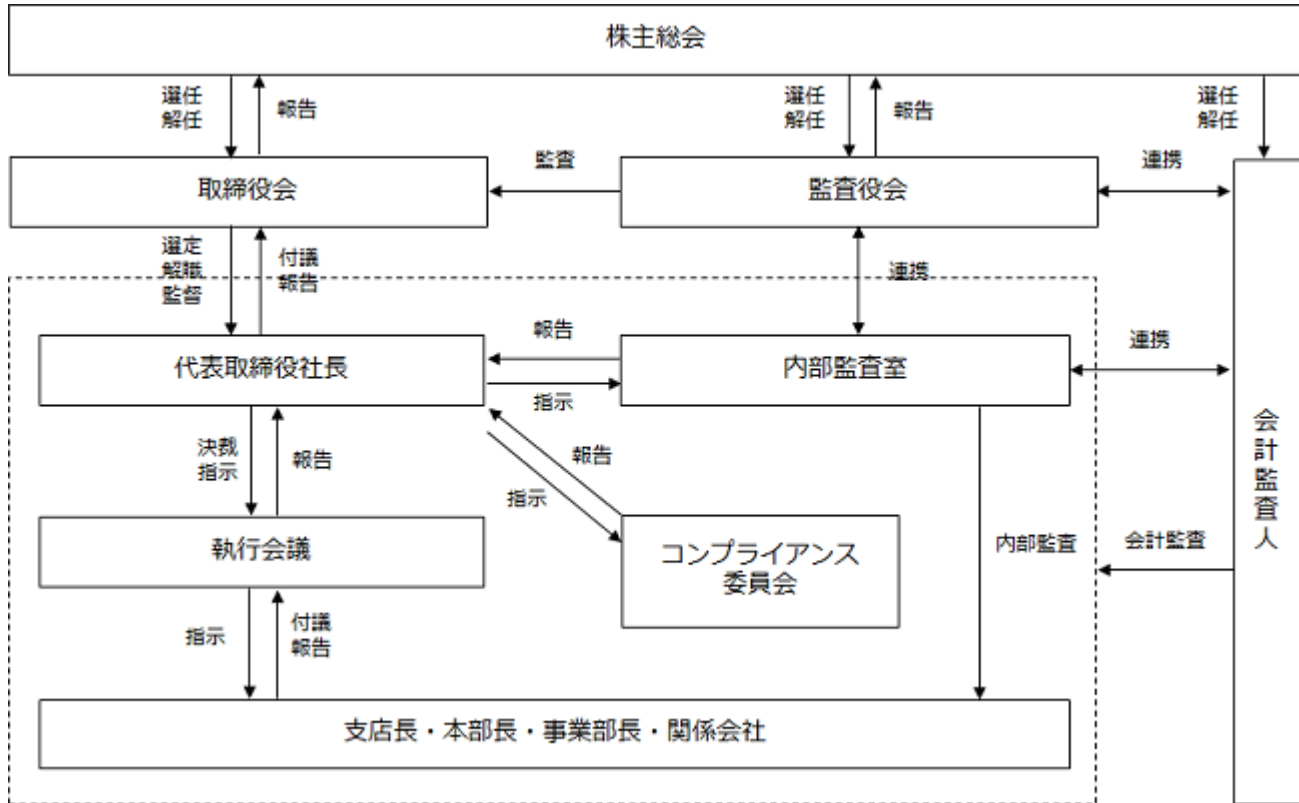 株主総会
選任
解任
報告
選任
解任
報告
選任
解任
取締役会
監査
監査役会
連携
選定
解職
監督
付議
報告
連携
代表取締役社長
報告
指示
内部監査室
連携
決裁
指示
報告
報告
指示
執行会議
コンプライアンス
委員会
内部監査
会計監査
会計監査人
指示
付議
報告
支店長・本部長・事業部長・関係会社